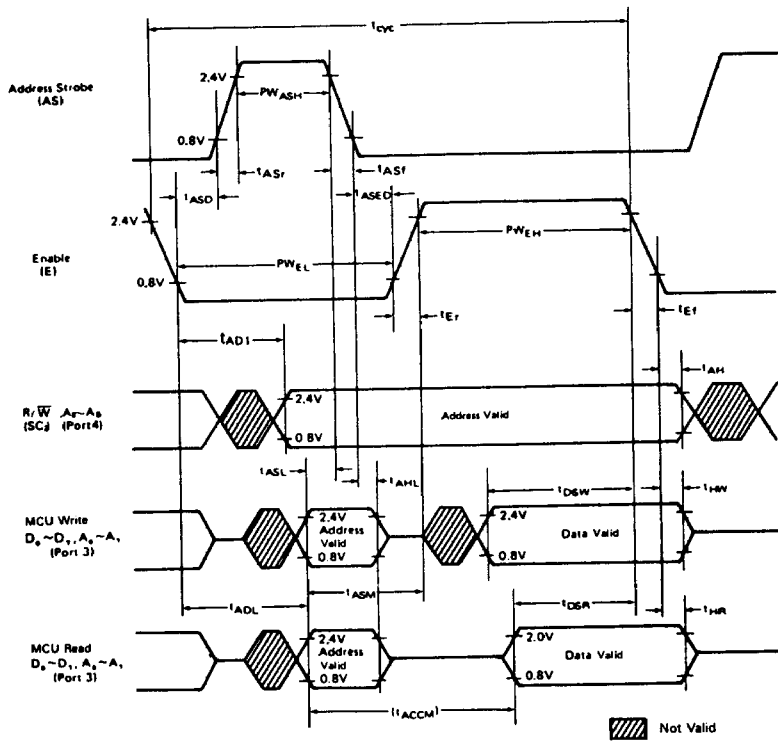 tcyc
Address Strobe
(AS)
2.4V
PWASH
0.8V
tASr
tASf
tASD
tASED
2.4V
Enable
(E)
0.8V
PWEL
PWEH
tEr
tEf
tAD1
tAH
R/W̅
(SC2) (Port4)
2.4V
0.8V
Address Valid
tASL
tAHL
tDSW
tHW
MCU Write
D0~D7, A0~A7
(Port 3)
2.4V
Address
Valid
0.8V
2.4V
Data Valid
0.8V
tADL
tASM
tDSR
tHR
MCU Read
D0~D7, A0~A7
(Port 3)
2.4V
Address
Valid
0.8V
2.0V
Data Valid
0.8V
(tACCM)
Not Valid